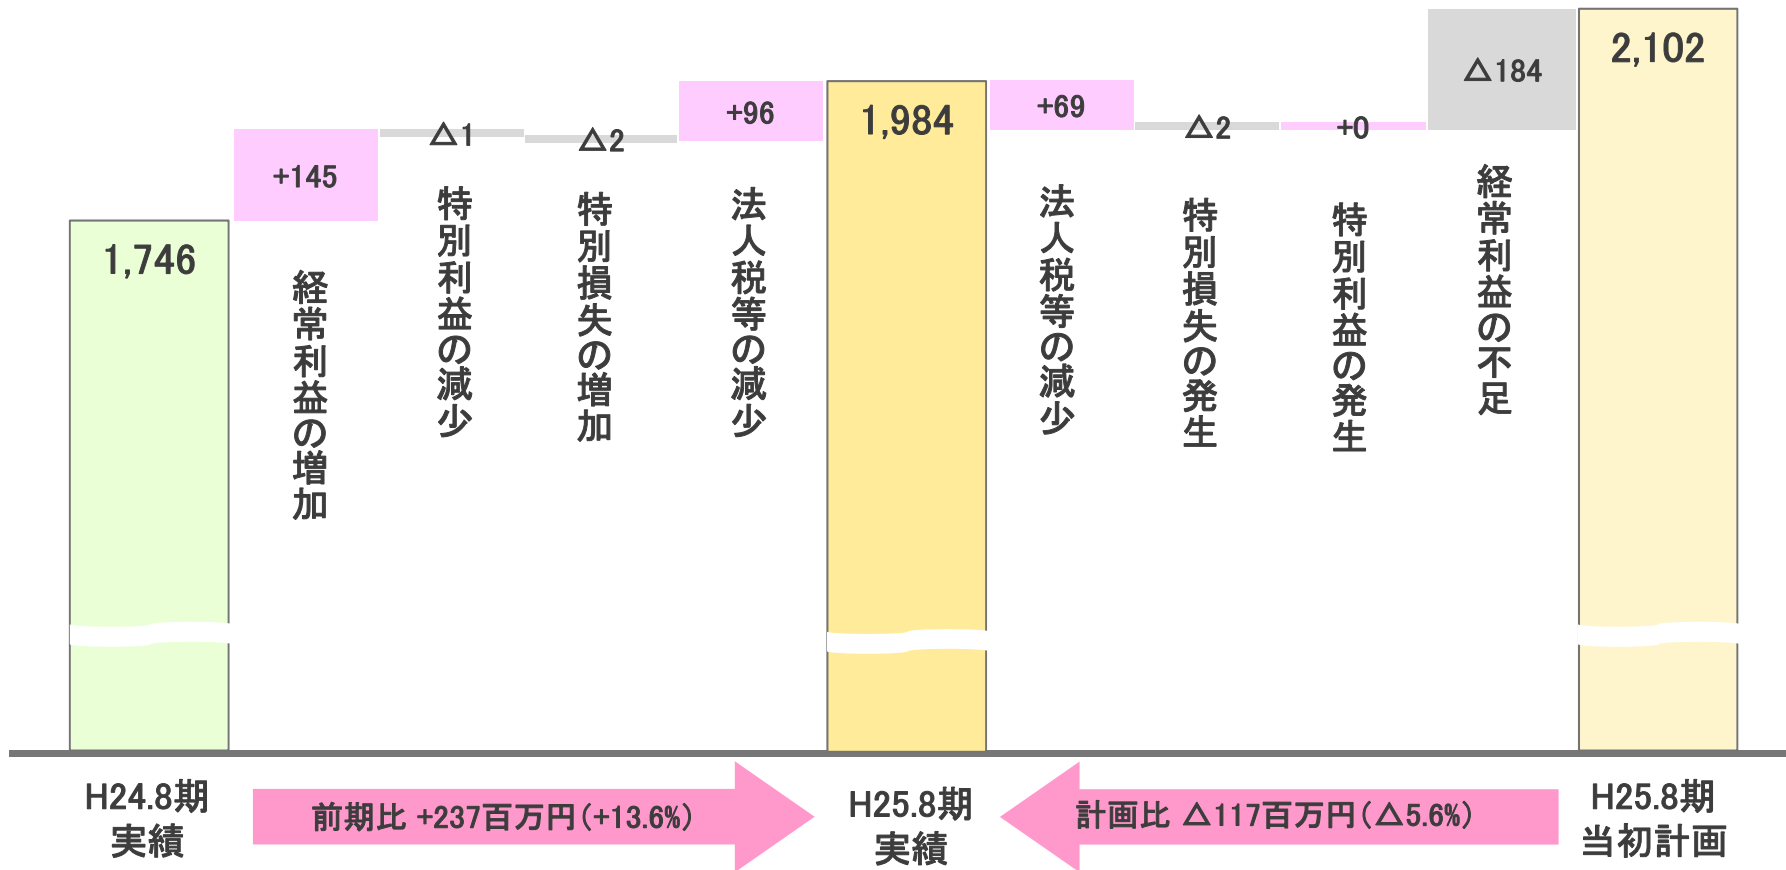 1,746
+145
経常利益の増加
△1
特別利益の減少
△2
特別損失の増加
+96
法人税等の減少
1,984
+69
法人税等の減少
△2
特別損失の発生
+0
特別利益の発生
△184
経常利益の不足
2,102
H24.8期
実績
前期比 +237百万円(+13.6%)
H25.8期
実績
計画比 △117百万円(△5.6%)
H25.8期
当初計画